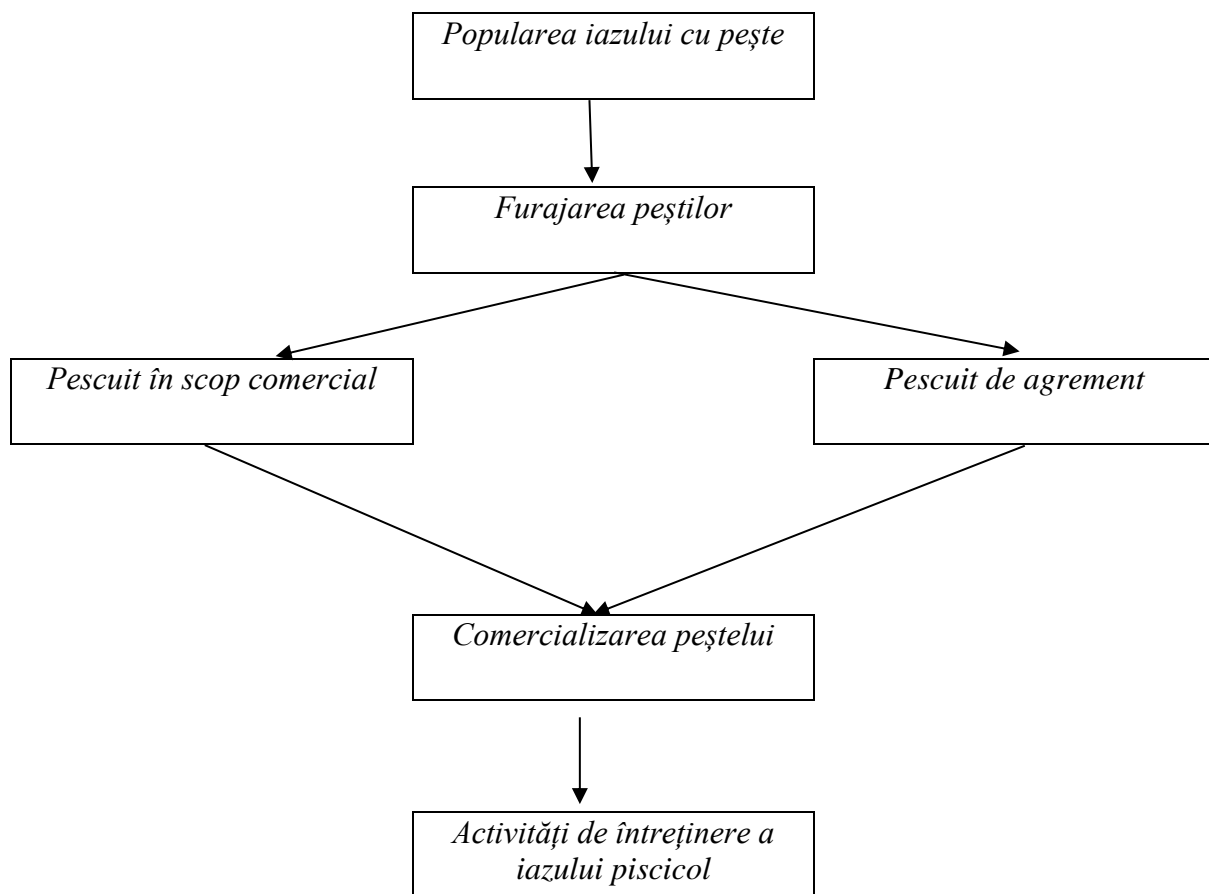 Popularea iazului cu pește
Furajarea peștilor
Pescuit în scop comercial
Pescuit de agrement
Comercializarea peștelui
Activități de întreținere a
iazului piscicol